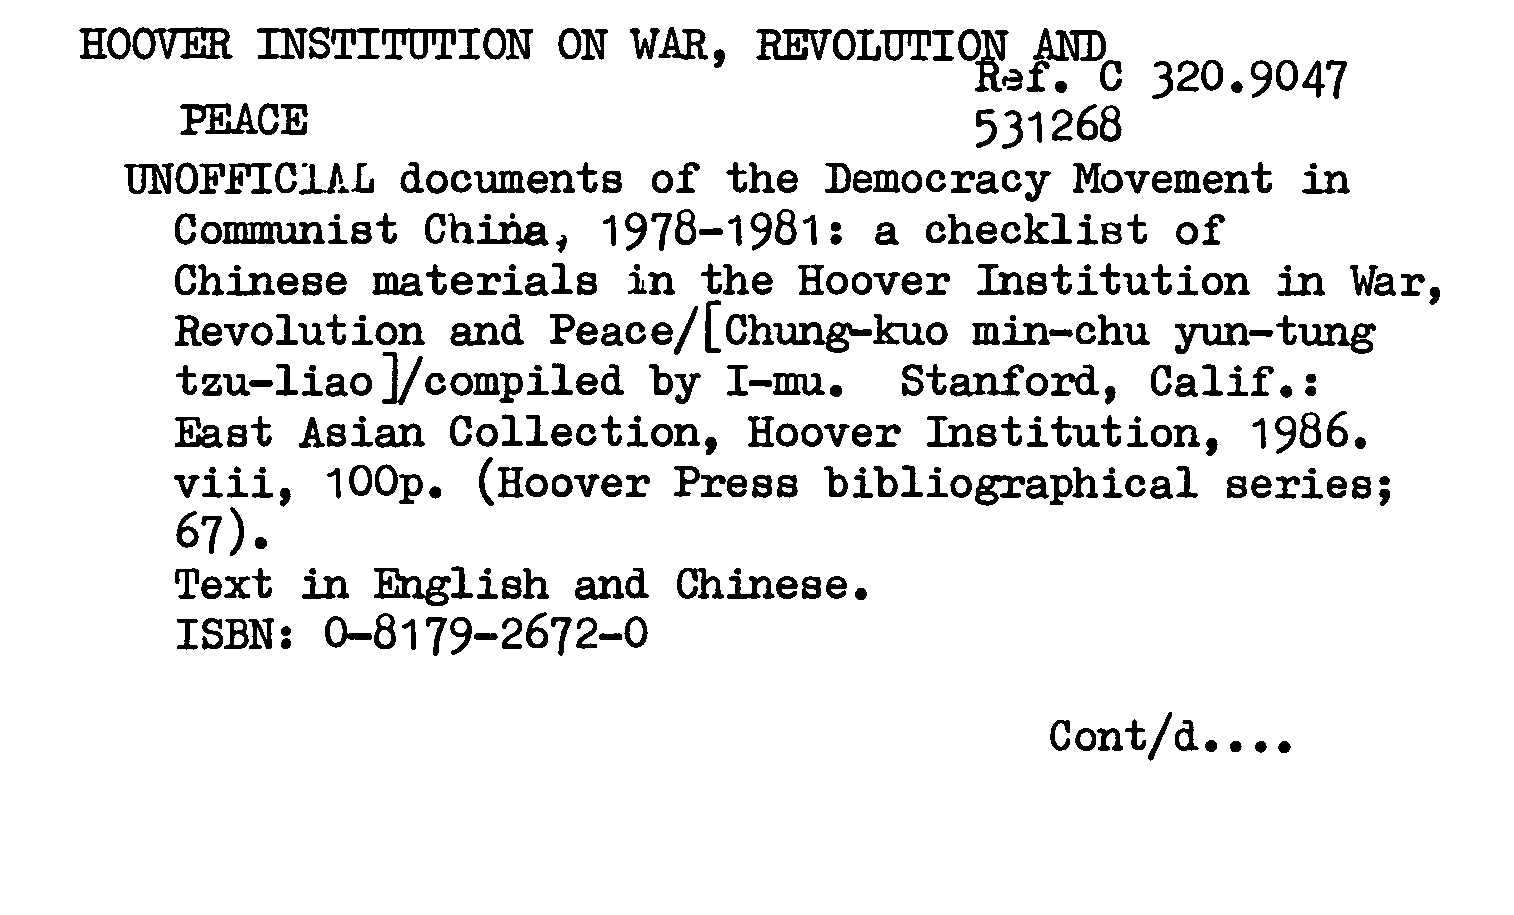 HOOVER INSTITUTION ON WAR, REVOLUTION AND
Ref. C 320.9047
PEACE
531268
UNOFFICIAL documents of the Democracy Movement in
Communist China, 1978-1981: a checklist of
Chinese materials in the Hoover Institution in War,
Revolution and Peace/[Chung-kuo min-chu yun-tung
tzu-liao]/compiled by I-mu. Stanford, Calif.:
East Asian Collection, Hoover Institution, 1986.
viii, 100p. (Hoover Press bibliographical series;
67).
Text in English and Chinese.
ISBN: 0-8179-2672-0
Cont/d....